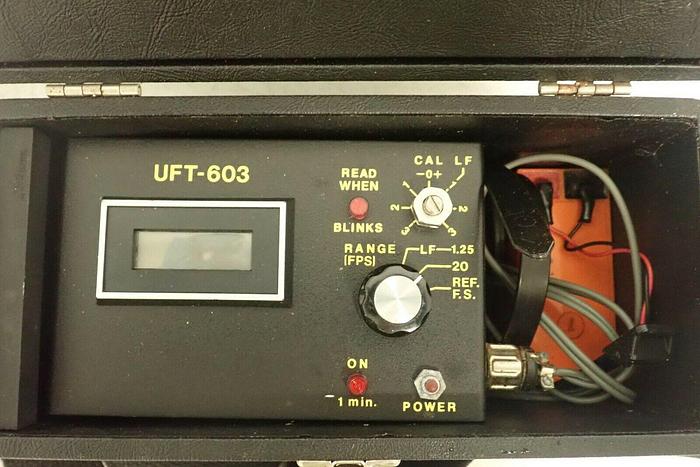 UFT-603
READ
WHEN
BLINKS
CAL LF
-0+
1 1
2 2
3 3
RANGE
(FPS)
LF 1.25
20
REF.
F.S.
ON
1 min.
POWER
1